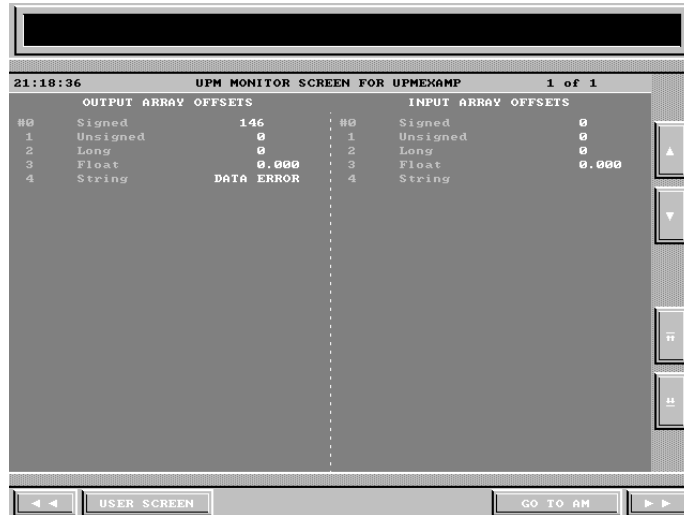 21:18:36 UPM MONITOR SCREEN FOR UPMEXAMP 1 of 1
OUTPUT ARRAY OFFSETS INPUT ARRAY OFFSETS
#0 Signed 146 #0 Signed 0
1 Unsigned 0 1 Unsigned 0
2 Long 0 2 Long 0
3 Float 0.000 3 Float 0.000
4 String DATA ERROR 4 String
USER SCREEN GO TO AM